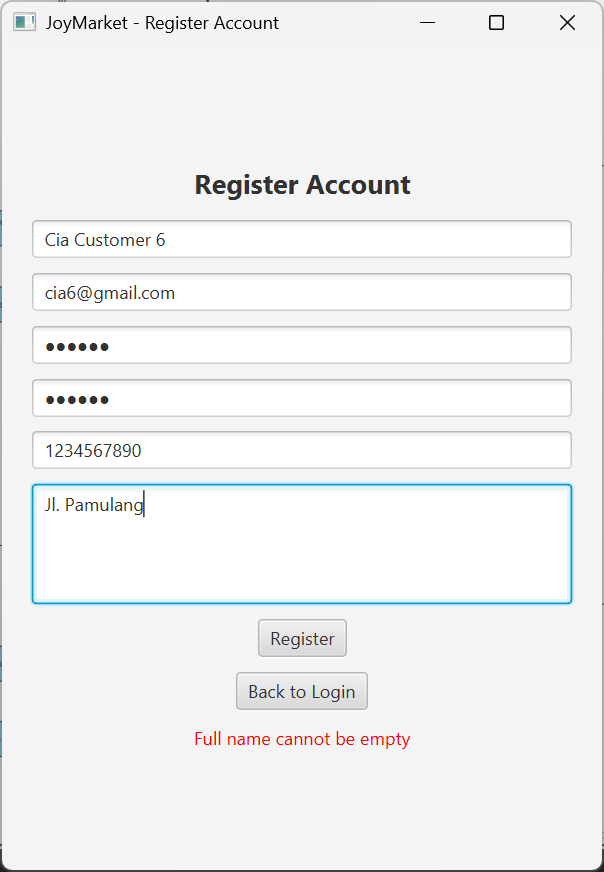 JoyMarket - Register Account
Register Account
Cia Customer 6
cia6@gmail.com
●●●●●●
●●●●●●
1234567890
Jl. Pamulang
Register
Back to Login
Full name cannot be empty